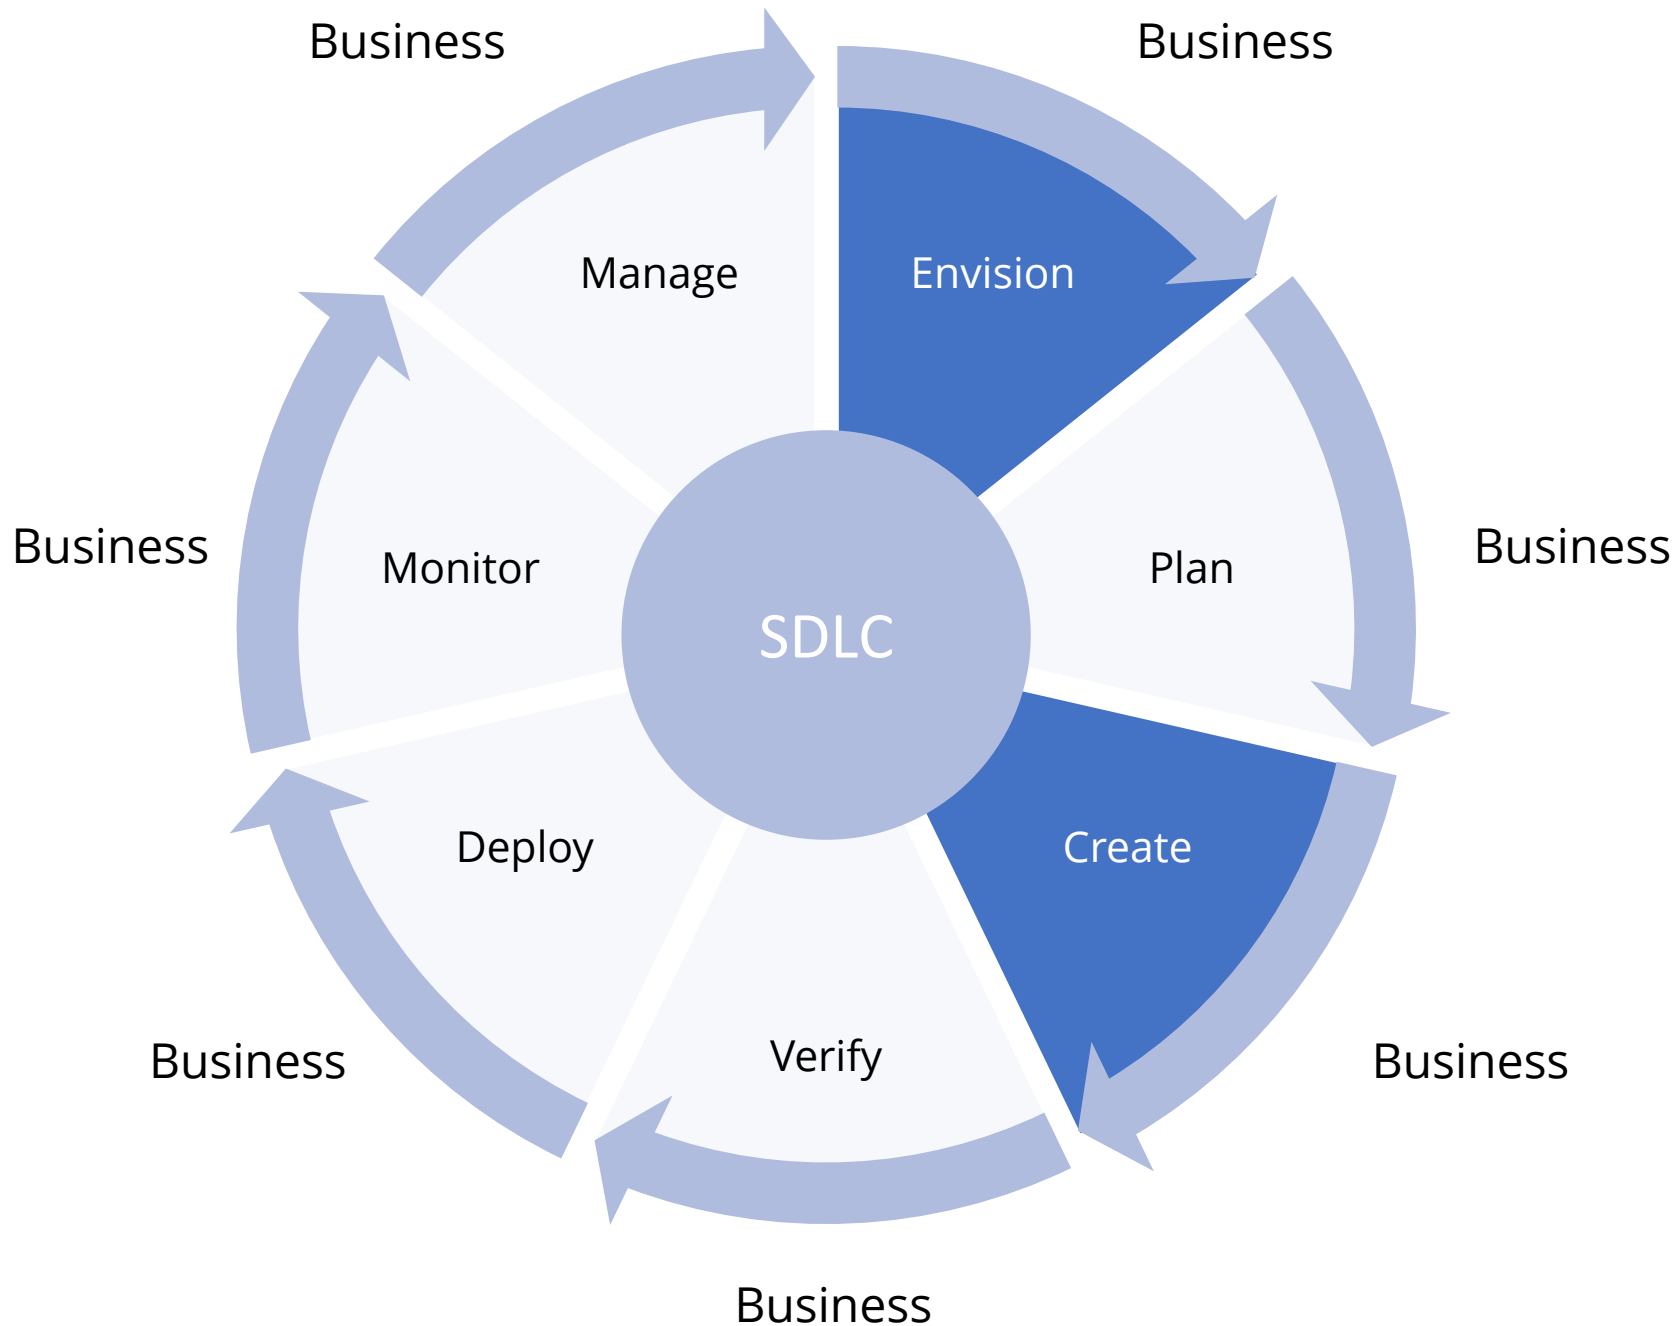 Business
Business
Manage
Envision
Business
Monitor
Plan
Business
SDLC
Deploy
Create
Business
Verify
Business
Business